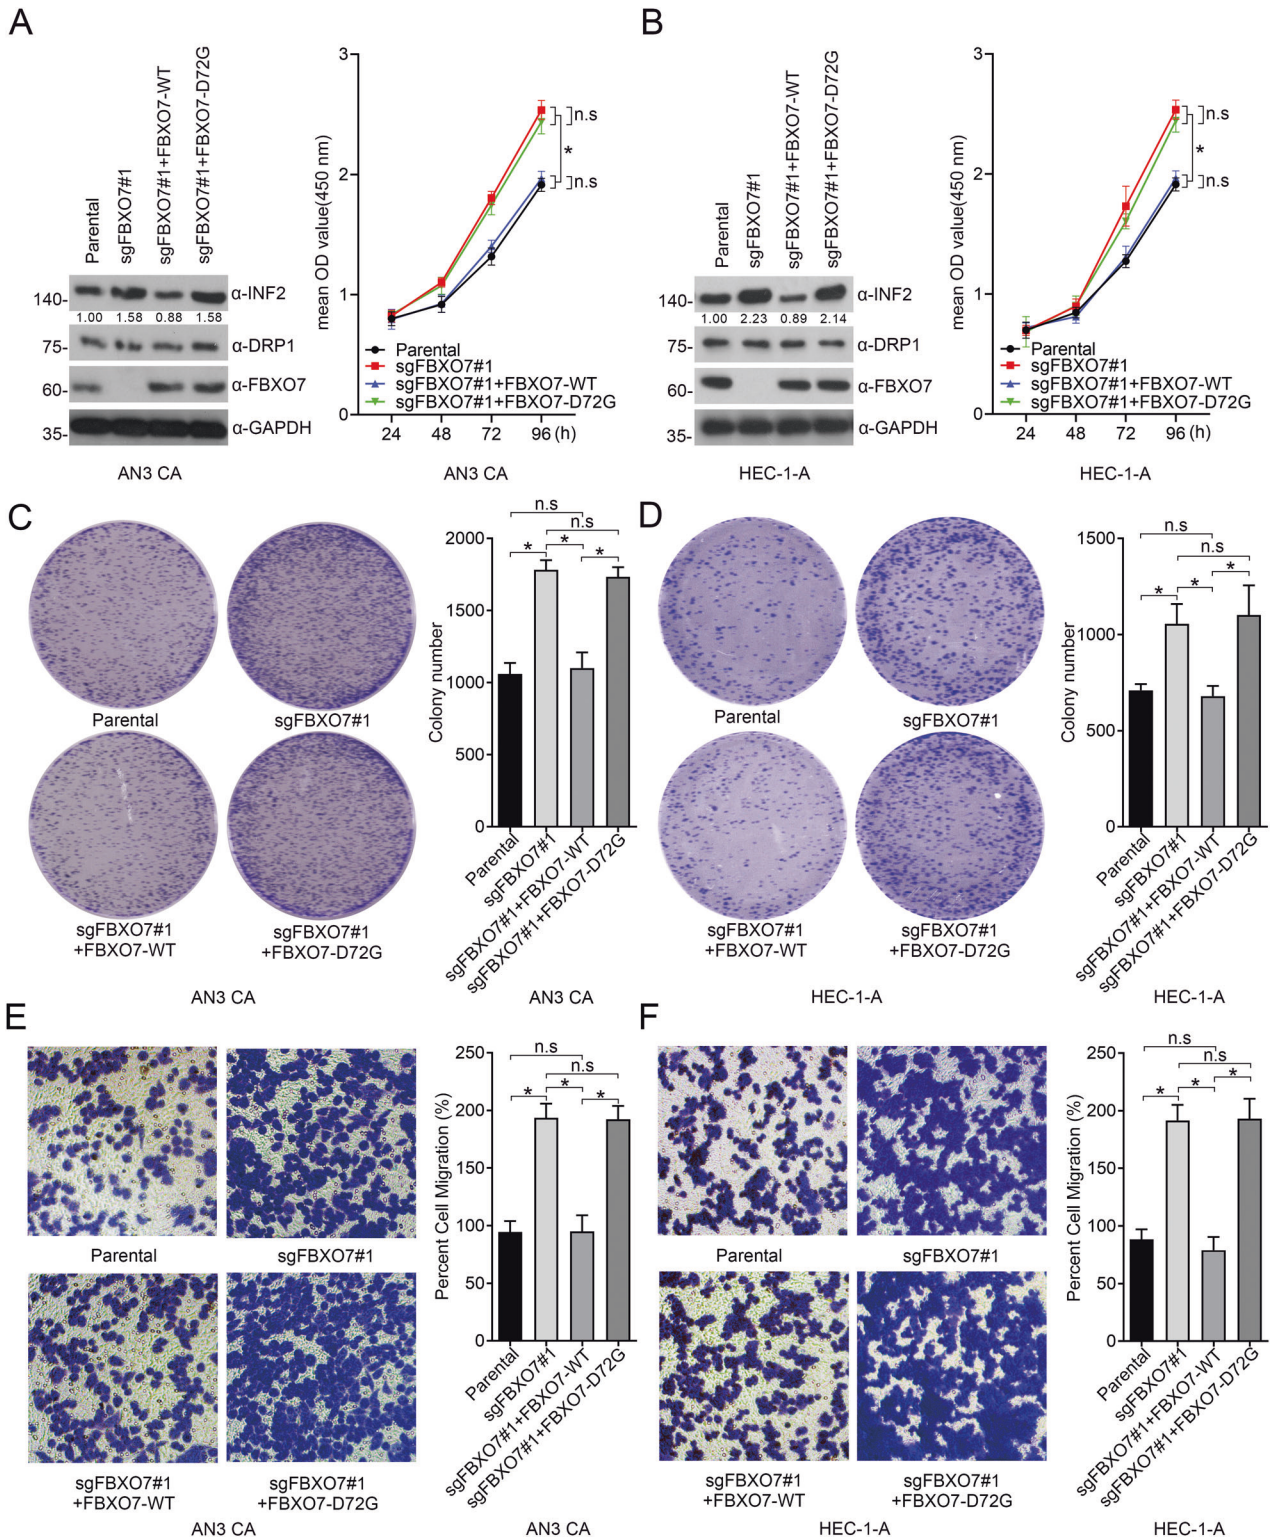 A
Parental
sgFBXO7#1
sgFBXO7#1+FBXO7-WT
sgFBXO7#1+FBXO7-D72G
140-
α-INF2
1.00 1.58 0.88 1.58
75-
α-DRP1
60-
α-FBXO7
35-
α-GAPDH
AN3 CA
mean OD value(450 nm)
3
2
1
0
n.s
*
n.s
Parental
sgFBXO7#1
sgFBXO7#1+FBXO7-WT
sgFBXO7#1+FBXO7-D72G
24 48 72 96 (h)
AN3 CA
B
Parental
sgFBXO7#1
sgFBXO7#1+FBXO7-WT
sgFBXO7#1+FBXO7-D72G
140-
α-INF2
1.00 2.23 0.89 2.14
75-
α-DRP1
60-
α-FBXO7
35-
α-GAPDH
HEC-1-A
mean OD value(450 nm)
3
2
1
0
n.s
*
n.s
Parental
sgFBXO7#1
sgFBXO7#1+FBXO7-WT
sgFBXO7#1+FBXO7-D72G
24 48 72 96 (h)
HEC-1-A
C
Parental
sgFBXO7#1
sgFBXO7#1
+FBXO7-WT
sgFBXO7#1
+FBXO7-D72G
AN3 CA
Colony number
2000
1500
1000
500
0
n.s
n.s
* * *
Parental
sgFBXO7#1
sgFBXO7#1+FBXO7-WT
sgFBXO7#1+FBXO7-D72G
AN3 CA
D
Parental
sgFBXO7#1
sgFBXO7#1
+FBXO7-WT
sgFBXO7#1
+FBXO7-D72G
HEC-1-A
Colony number
1500
1000
500
0
n.s
n.s
* * *
Parental
sgFBXO7#1
sgFBXO7#1+FBXO7-WT
sgFBXO7#1+FBXO7-D72G
HEC-1-A
E
Parental
sgFBXO7#1
sgFBXO7#1
+FBXO7-WT
sgFBXO7#1
+FBXO7-D72G
AN3 CA
Percent Cell Migration (%)
250
200
150
100
50
0
n.s
n.s
* * *
Parental
sgFBXO7#1
sgFBXO7#1+FBXO7-WT
sgFBXO7#1+FBXO7-D72G
AN3 CA
F
Parental
sgFBXO7#1
sgFBXO7#1
+FBXO7-WT
sgFBXO7#1
+FBXO7-D72G
HEC-1-A
Percent Cell Migration (%)
250
200
150
100
50
0
n.s
n.s
* * *
Parental
sgFBXO7#1
sgFBXO7#1+FBXO7-WT
sgFBXO7#1+FBXO7-D72G
HEC-1-A